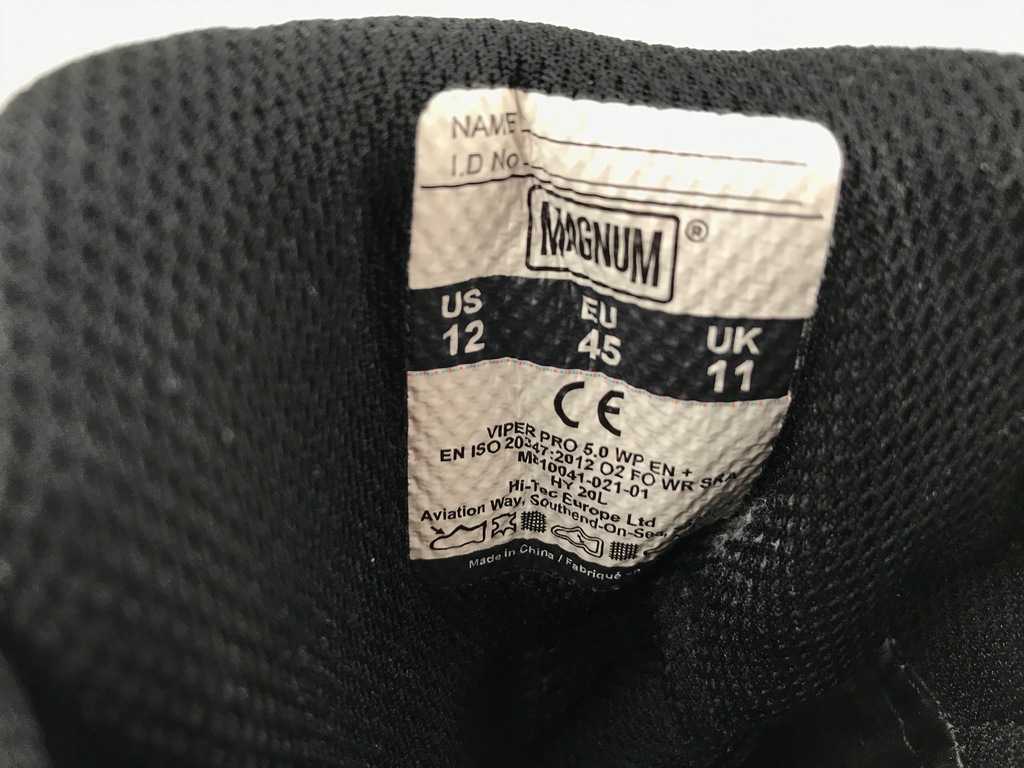 NAME
I.D No
MAGNUM ®
US EU UK
12 45 11
CE
VIPER PRO 5.0 WP EN +
EN ISO 20347:2012 O2 FO WR SRA
10041-021-01
HY 20L
Hi-Tec Europe Ltd
Aviation Way, Southend-On-Sea,
Made in China / Fabriqué